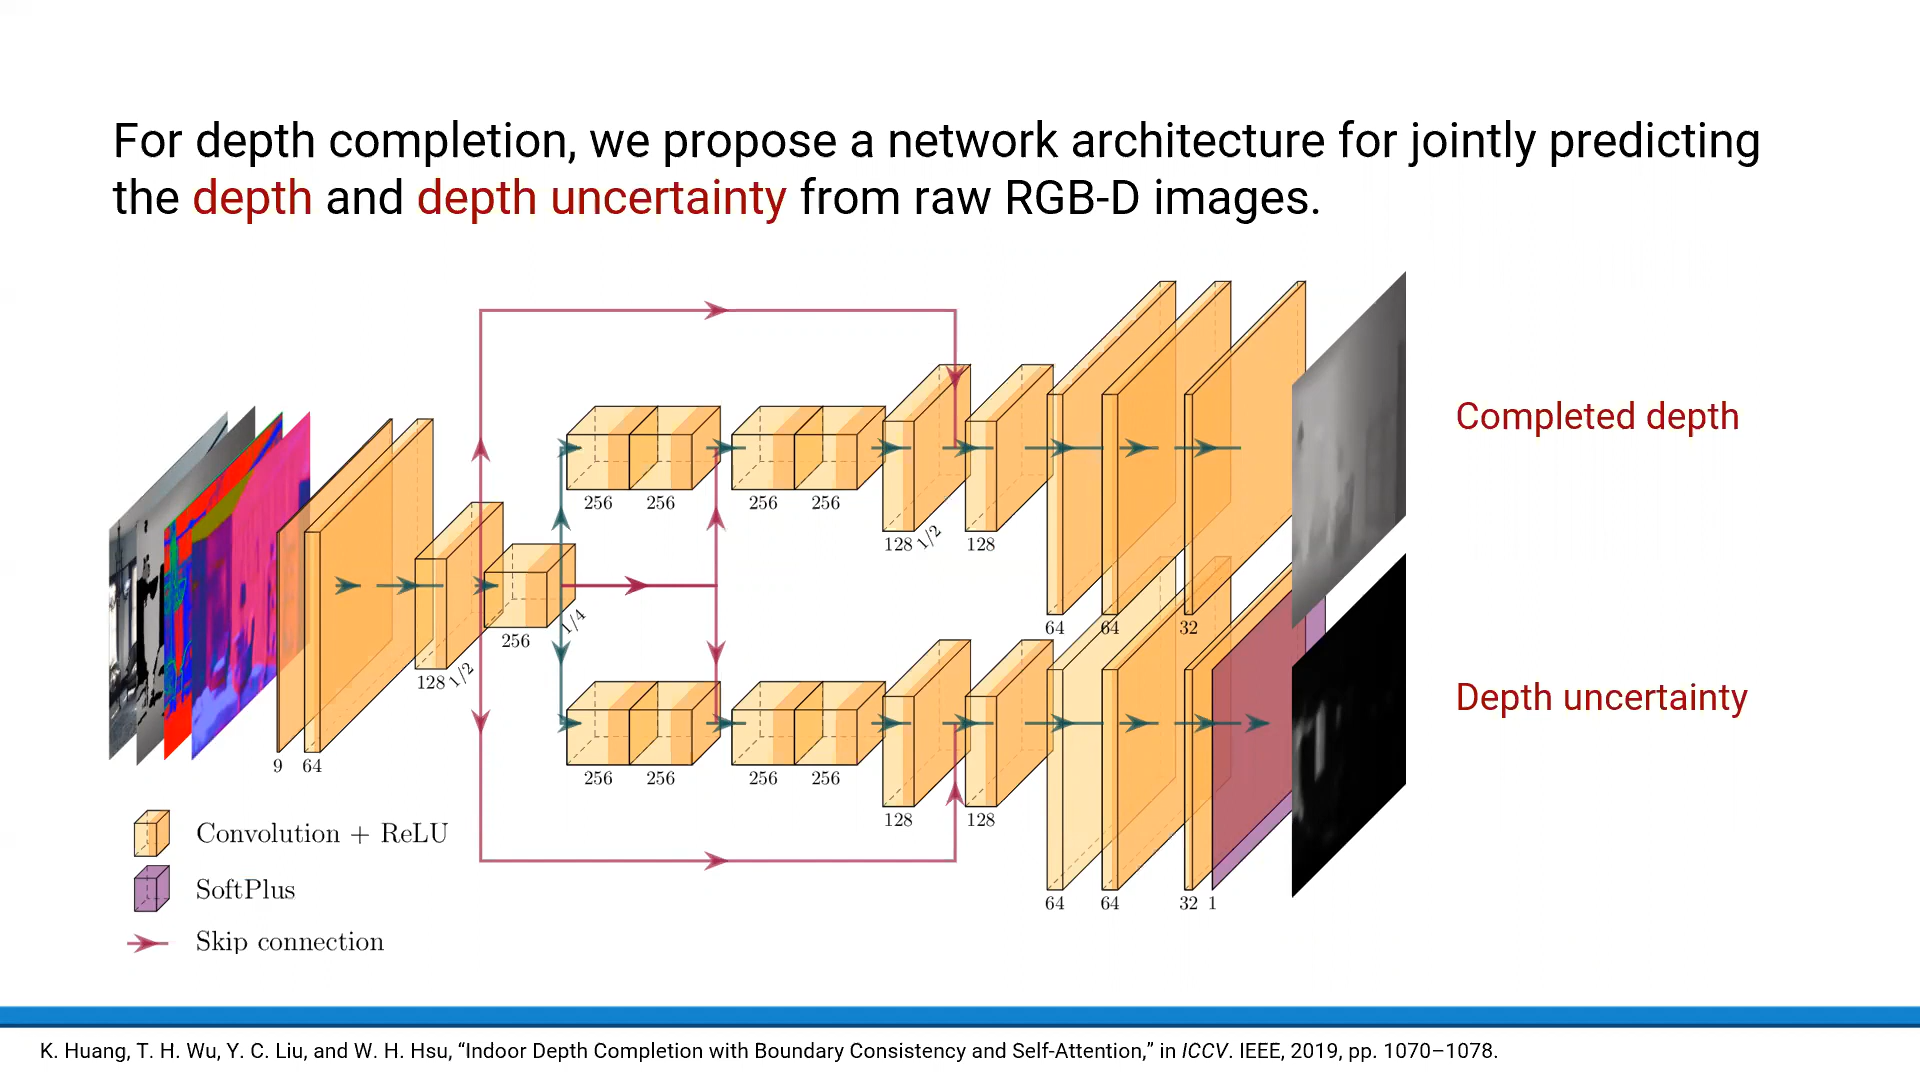 For depth completion, we propose a network architecture for jointly predicting
the depth and depth uncertainty from raw RGB-D images.
Completed depth
256 256 256 256
128 1/2 128
64 64 32
256 1/4
128 1/2
9 64
Depth uncertainty
256 256 256 256
128 128
64 64 32 1
Convolution + ReLU
SoftPlus
Skip connection
K. Huang, T. H. Wu, Y. C. Liu, and W. H. Hsu, “Indoor Depth Completion with Boundary Consistency and Self-Attention,” in ICCV. IEEE, 2019, pp. 1070–1078.